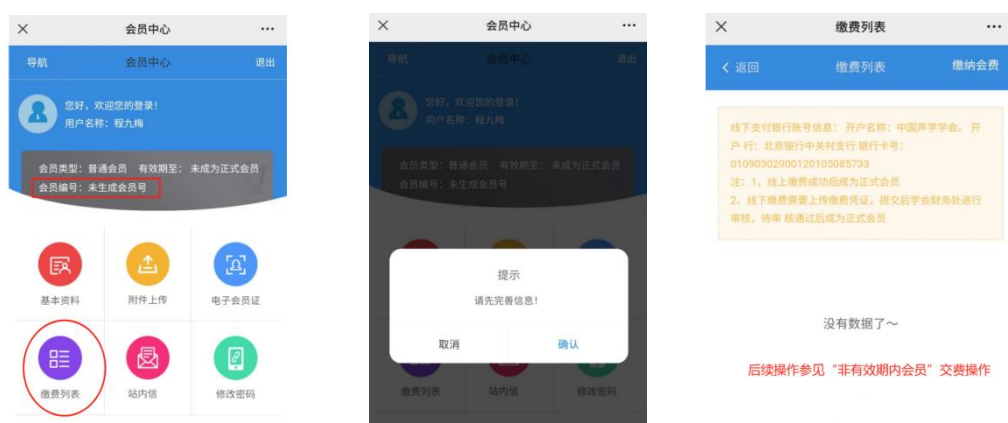 会员中心
导航
会员中心
退出
您好，欢迎您的登录!
用户名称：程九梅
会员类型：普通会员 有效期至：未成为正式会员
会员编号：未生成会员号
基本资料
附件上传
电子会员证
缴费列表
站内信
修改密码
会员中心
导航
会员中心
退出
您好，欢迎您的登录!
用户名称：程九梅
会员类型：普通会员 有效期至：未成为正式会员
会员编号：未生成会员号
提示
请先完善信息!
取消
确认
缴费列表
站内信
修改密码
缴费列表
返回
缴费列表
缴纳会费
线下支付银行账号信息： 开户名称：中国声学学会。 开
户 行：北京银行中关村支行 银行卡号：
01090302900120105085733
注：1、线上缴费成功后成为正式会员
2、线下缴费需要上传缴费凭证，提交后学会财务处进行
审核，待审 核通过后成为正式会员
没有数据了～
后续操作参见“非有效期内会员”交费操作